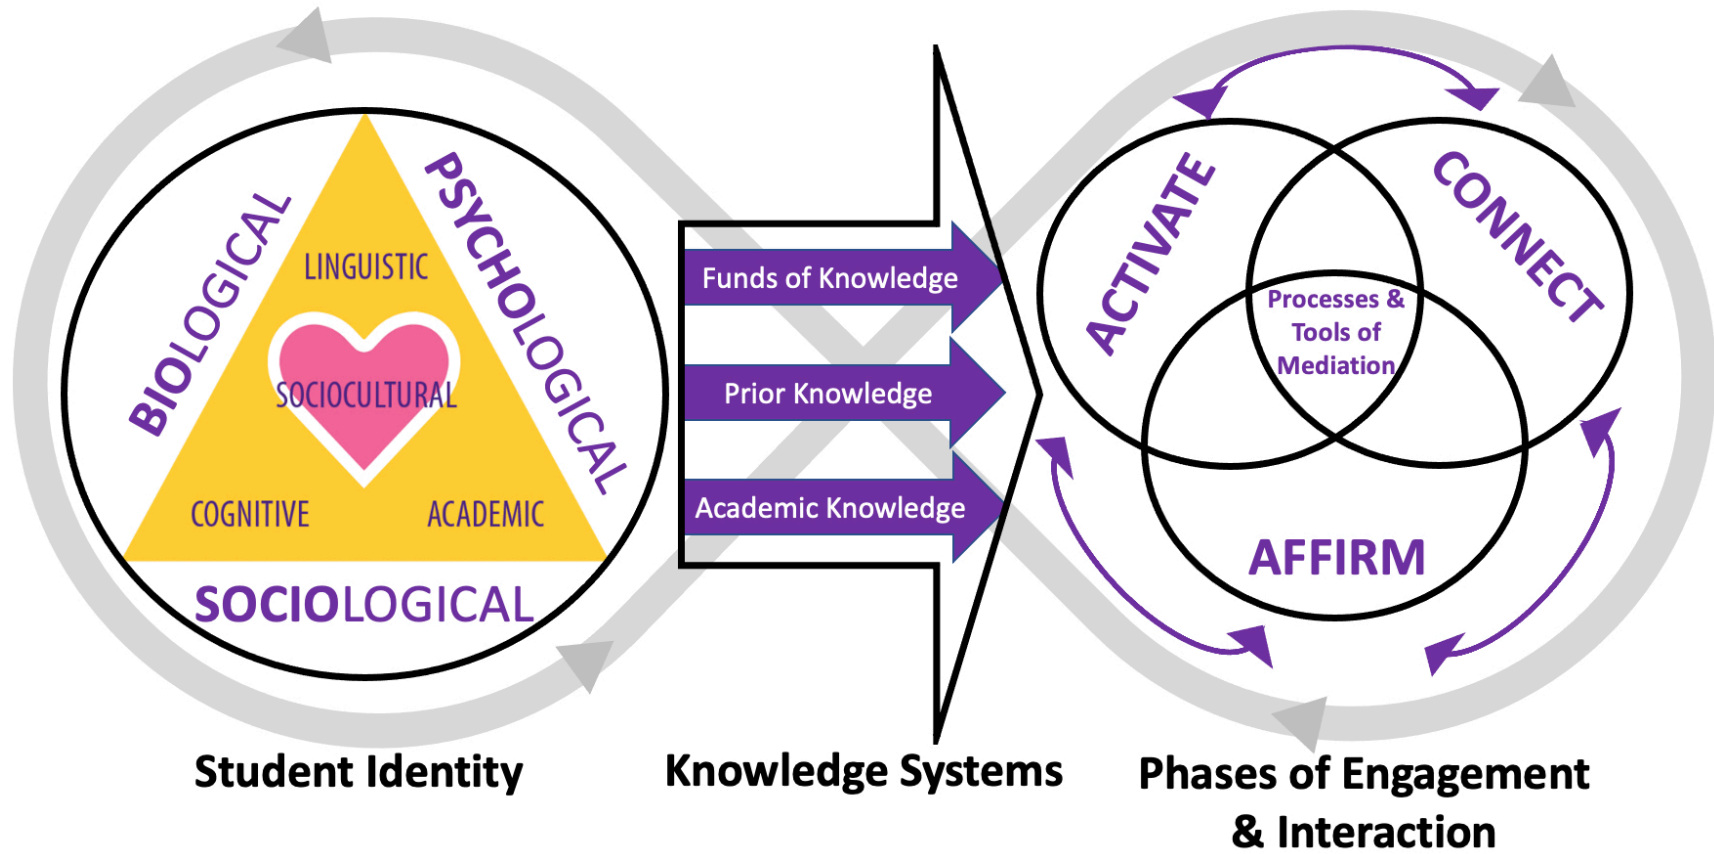 BIOLOGICAL
PSYCHOLOGICAL
LINGUISTIC
SOCIOCULTURAL
COGNITIVE
ACADEMIC
SOCIOLOGICAL
Student Identity
Funds of Knowledge
Prior Knowledge
Academic Knowledge
Knowledge Systems
ACTIVATE
CONNECT
Processes &
Tools of
Mediation
AFFIRM
Phases of Engagement
& Interaction